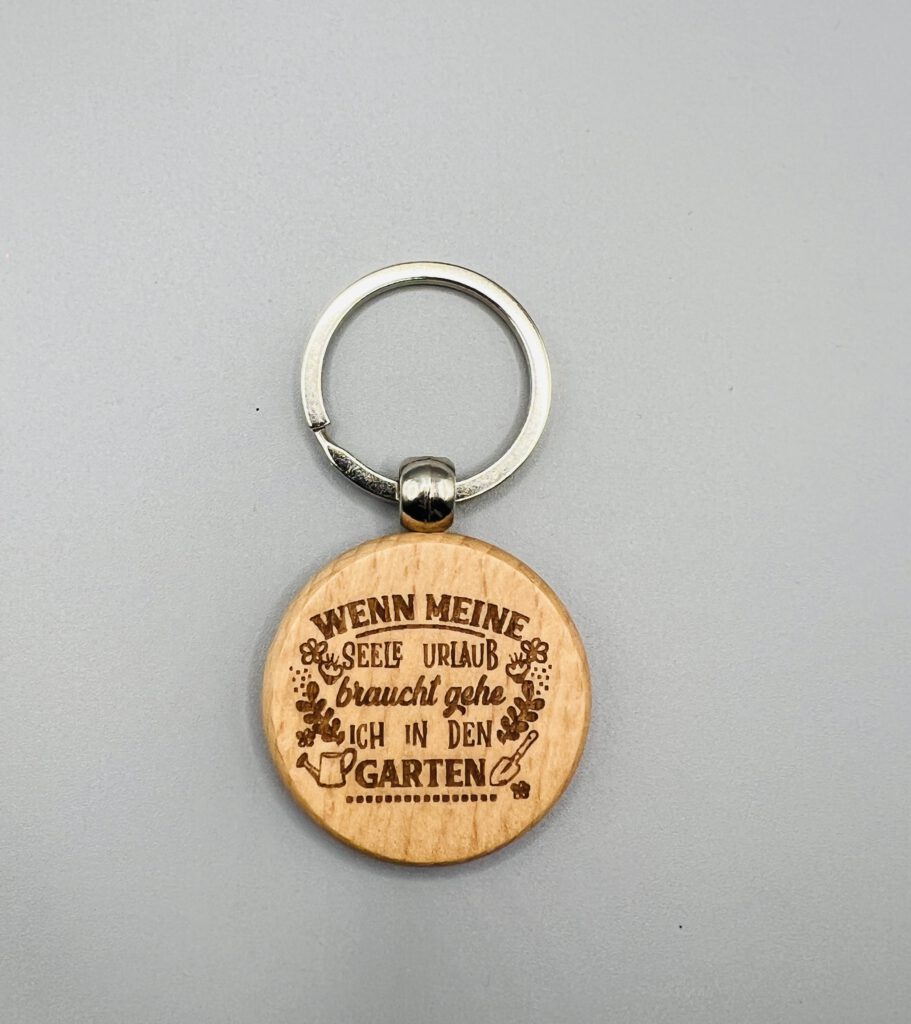 WENN MEINE
SEELE URLAUB
braucht gehe
ICH IN DEN
GARTEN